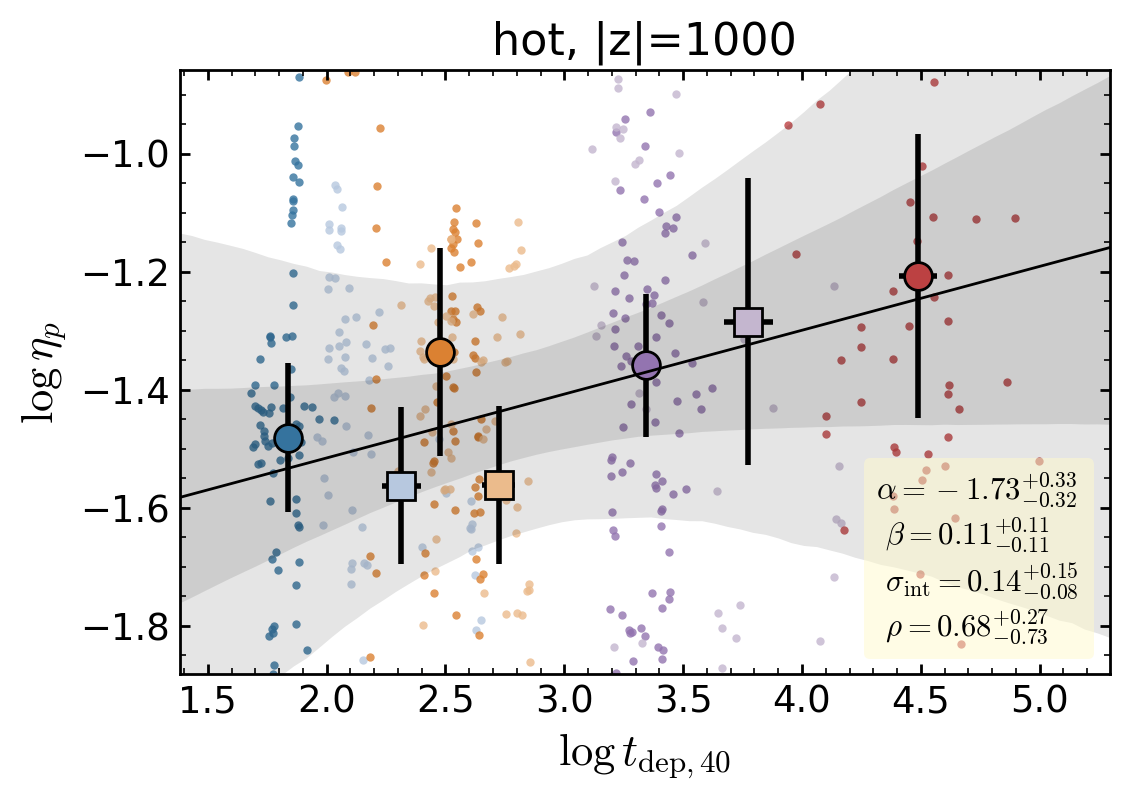 hot, |z|=1000
−1.0
−1.2
−1.4
−1.6
−1.8
log η_p
α = −1.73^{+0.33}_{−0.32}
β = 0.11^{+0.11}_{−0.11}
σ_int = 0.14^{+0.15}_{−0.08}
ρ = 0.68^{+0.27}_{−0.73}
1.5 2.0 2.5 3.0 3.5 4.0 4.5 5.0
log t_{dep, 40}